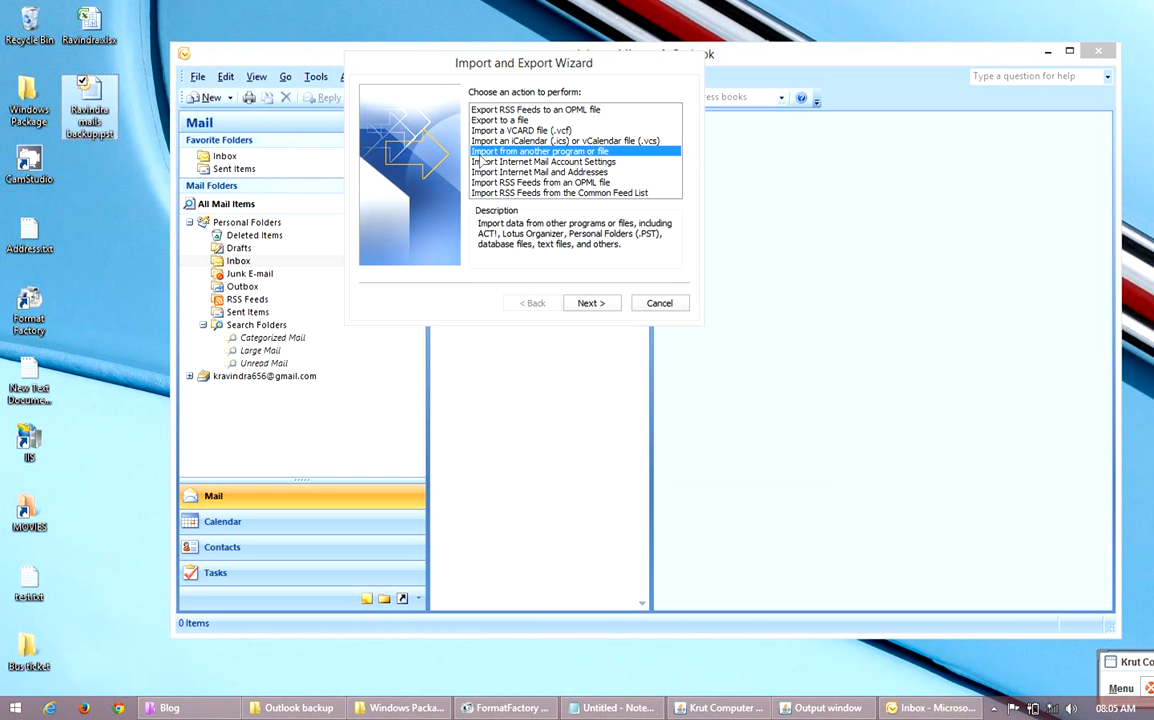 Recycle Bin
Ravindra.xlsx
Windows Package
Ravindra mails backup.pst
CamStudio
Address.txt
Format Factory
New Text Docume...
IIS
MOVIES
test.txt
Bus ticket
Import and Export Wizard
File Edit View Go Tools
New
Reply
ress books
Type a question for help
Mail
Favorite Folders
Inbox
Sent Items
Mail Folders
All Mail Items
Personal Folders
Deleted Items
Drafts
Inbox
Junk E-mail
Outbox
RSS Feeds
Sent Items
Search Folders
Categorized Mail
Large Mail
Unread Mail
kravindra656@gmail.com
Mail
Calendar
Contacts
Tasks
0 Items
Choose an action to perform:
Export RSS Feeds to an OPML file
Export to a file
Import a VCARD file (.vcf)
Import an iCalendar (.ics) or vCalendar file (.vcs)
Import from another program or file
Import Internet Mail Account Settings
Import Internet Mail and Addresses
Import RSS Feeds from an OPML file
Import RSS Feeds from the Common Feed List
Description
Import data from other programs or files, including
ACT!, Lotus Organizer, Personal Folders (.PST),
database files, text files, and others.
< Back
Next >
Cancel
Krut Co
Menu
Blog
Outlook backup
Windows Packa...
FormatFactory ...
Untitled - Note...
Krut Computer ...
Output window
Inbox - Microso...
08:05 AM